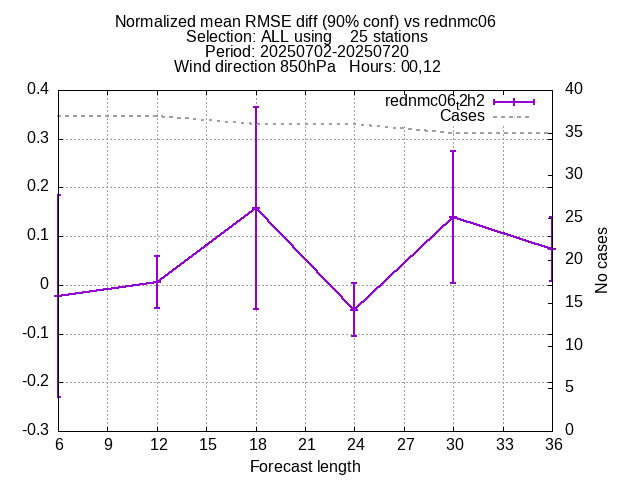 Normalized mean RMSE diff (90% conf) vs rednmc06
Selection: ALL using    25 stations
Period: 20250702-20250720
Wind direction 850hPa   Hours: 00,12
rednmc06,2h2
Cases
0.4
0.3
0.2
0.1
0
-0.1
-0.2
-0.3
40
35
30
25
20
15
10
5
0
No cases
6 9 12 15 18 21 24 27 30 33 36
Forecast length